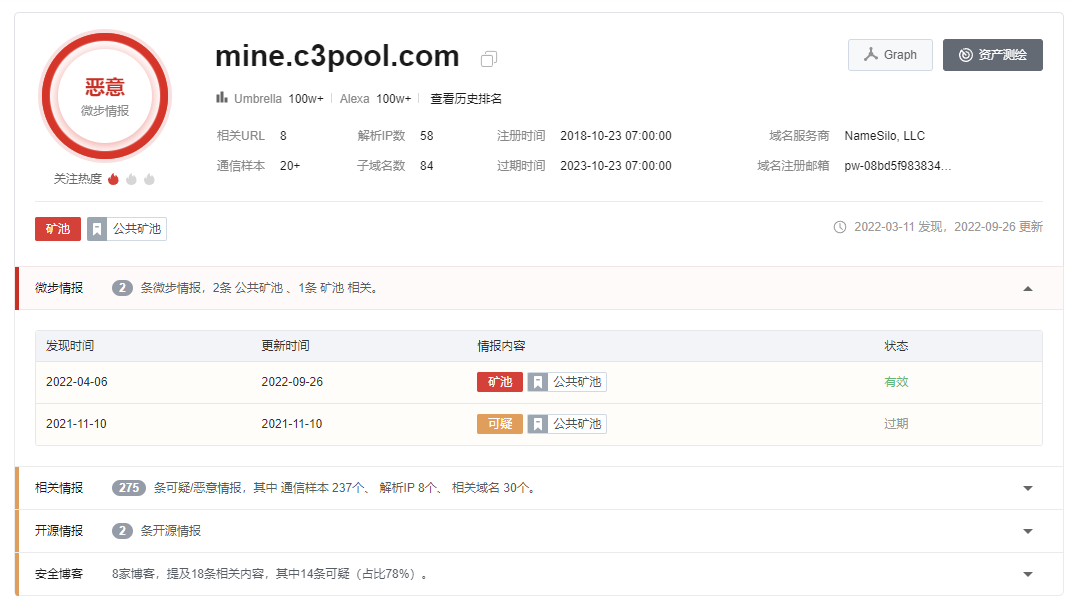 mine.c3pool.com
恶意
微步情报
关注热度
Graph
资产测绘
Umbrella 100w+ Alexa 100w+ 查看历史排名
相关URL 8 解析IP数 58 注册时间 2018-10-23 07:00:00 域名服务商 NameSilo, LLC
通信样本 20+ 子域名数 84 过期时间 2023-10-23 07:00:00 域名注册邮箱 pw-08bd5f983834...
矿池 公共矿池 2022-03-11 发现，2022-09-26 更新
微步情报 2 条微步情报，2条 公共矿池 、1条 矿池 相关。
发现时间 更新时间 情报内容 状态
2022-04-06 2022-09-26 矿池 公共矿池 有效
2021-11-10 2021-11-10 可疑 公共矿池 过期
相关情报 275 条可疑/恶意情报，其中 通信样本 237个、 解析IP 8个、 相关域名 30个。
开源情报 2 条开源情报
安全博客 8家博客，提及18条相关内容，其中14条可疑（占比78%）。